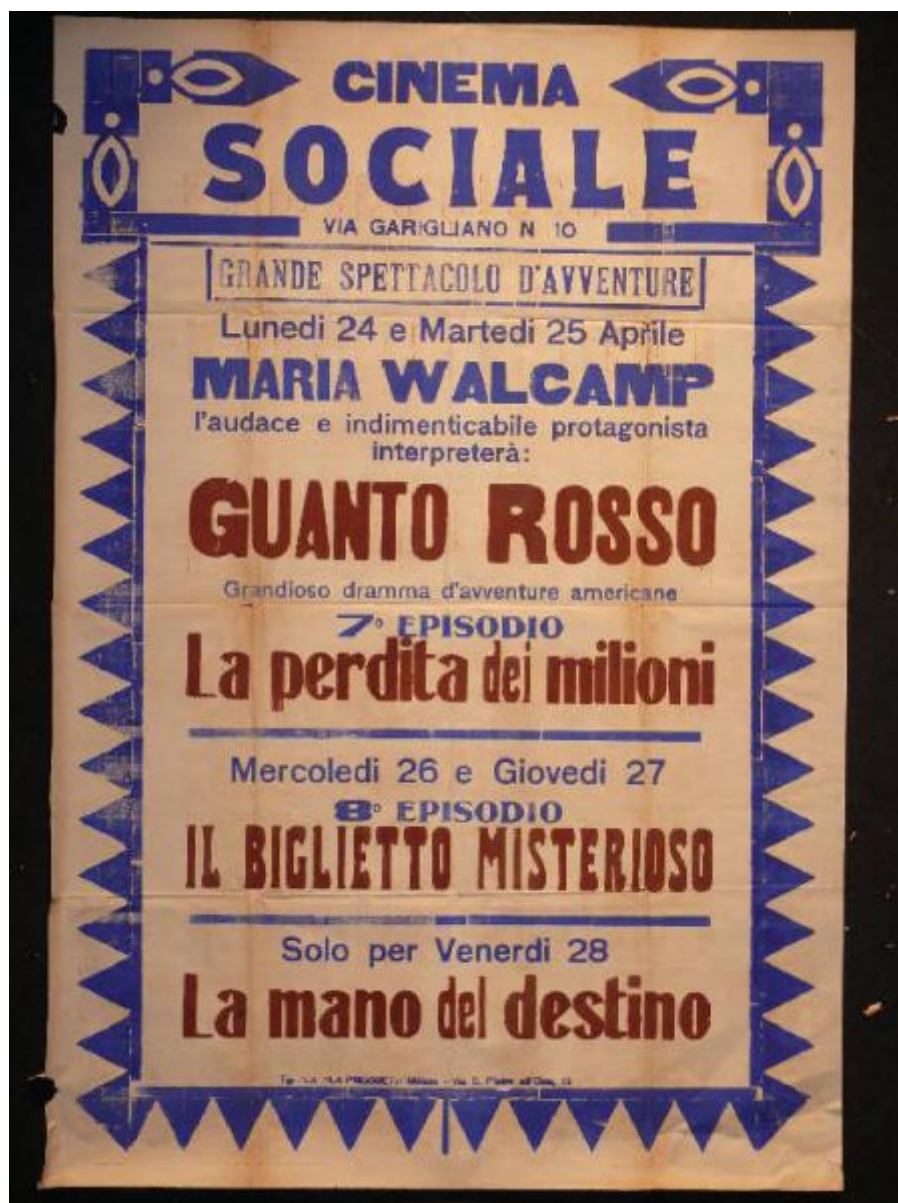 CINEMA
SOCIALE
VIA GARIGLIANO N 10
GRANDE SPETTACOLO D'AVVENTURE
Lunedi 24 e Martedi 25 Aprile
MARIA WALCAMP
l'audace e indimenticabile protagonista
interpreterà:
GUANTO ROSSO
Grandioso dramma d'avventure americane
7° EPISODIO
La perdita dei milioni
Mercoledi 26 e Giovedi 27
8° EPISODIO
IL BIGLIETTO MISTERIOSO
Solo per Venerdi 28
La mano del destino
Milano - Via